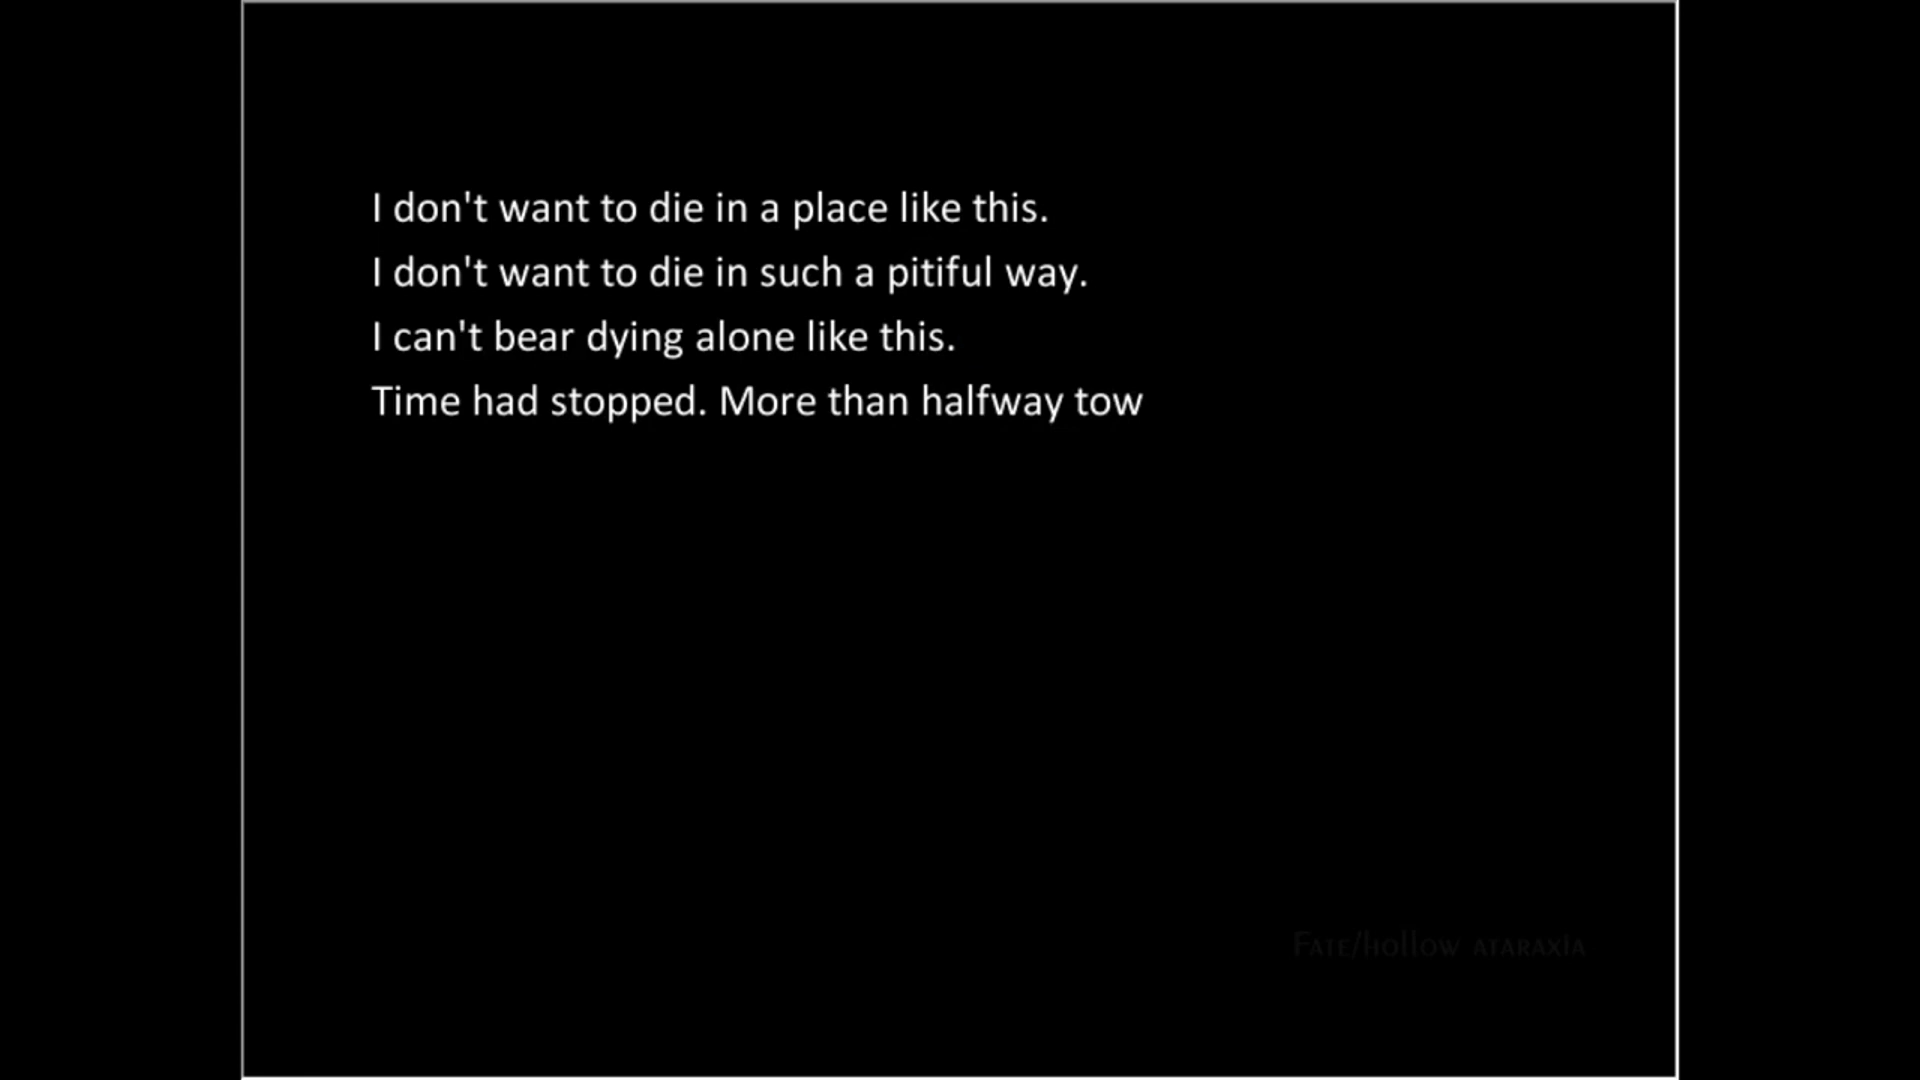 I don't want to die in a place like this.
I don't want to die in such a pitiful way.
I can't bear dying alone like this.
Time had stopped. More than halfway tow
Fate/hollow ataraxia